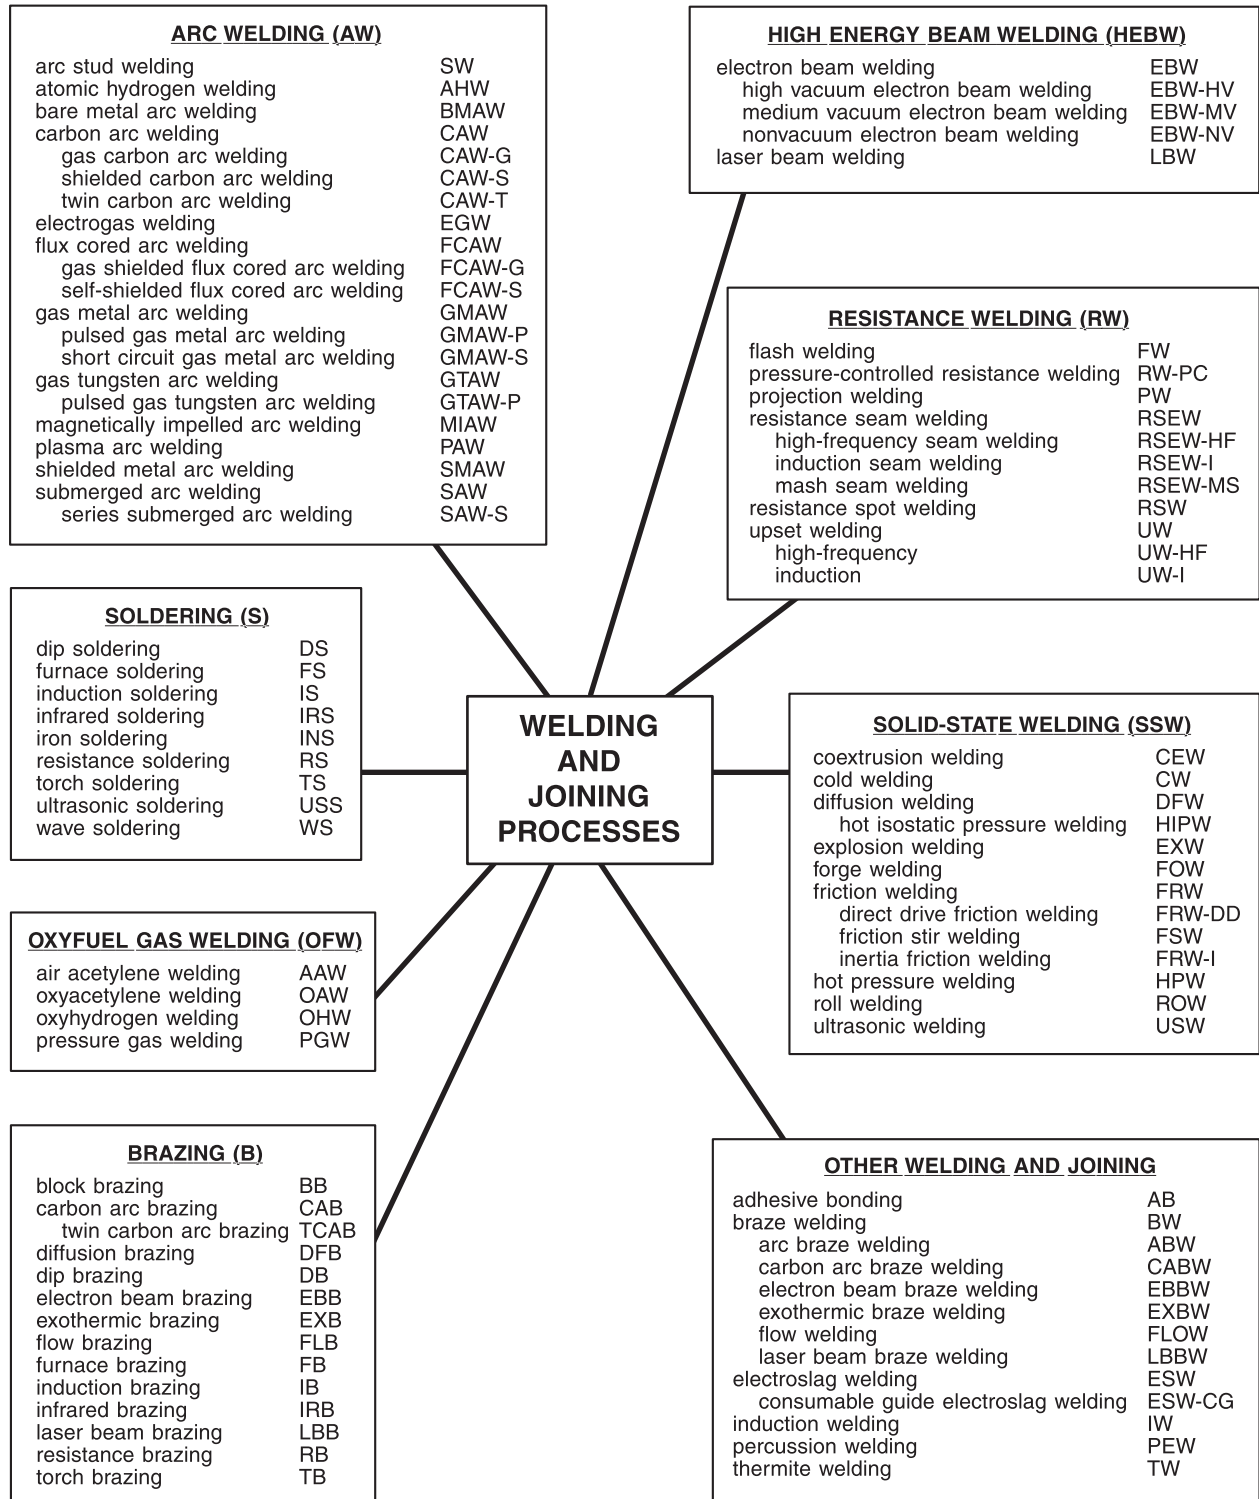 ARC WELDING (AW)
arc stud welding SW
atomic hydrogen welding AHW
bare metal arc welding BMAW
carbon arc welding CAW
gas carbon arc welding CAW-G
shielded carbon arc welding CAW-S
twin carbon arc welding CAW-T
electrogas welding EGW
flux cored arc welding FCAW
gas shielded flux cored arc welding FCAW-G
self-shielded flux cored arc welding FCAW-S
gas metal arc welding GMAW
pulsed gas metal arc welding GMAW-P
short circuit gas metal arc welding GMAW-S
gas tungsten arc welding GTAW
pulsed gas tungsten arc welding GTAW-P
magnetically impelled arc welding MIAW
plasma arc welding PAW
shielded metal arc welding SMAW
submerged arc welding SAW
series submerged arc welding SAW-S
HIGH ENERGY BEAM WELDING (HEBW)
electron beam welding EBW
high vacuum electron beam welding EBW-HV
medium vacuum electron beam welding EBW-MV
nonvacuum electron beam welding EBW-NV
laser beam welding LBW
RESISTANCE WELDING (RW)
flash welding FW
pressure-controlled resistance welding RW-PC
projection welding PW
resistance seam welding RSEW
high-frequency seam welding RSEW-HF
induction seam welding RSEW-I
mash seam welding RSEW-MS
resistance spot welding RSW
upset welding UW
high-frequency UW-HF
induction UW-I
SOLDERING (S)
dip soldering DS
furnace soldering FS
induction soldering IS
infrared soldering IRS
iron soldering INS
resistance soldering RS
torch soldering TS
ultrasonic soldering USS
wave soldering WS
WELDING
AND
JOINING
PROCESSES
SOLID-STATE WELDING (SSW)
coextrusion welding CEW
cold welding CW
diffusion welding DFW
hot isostatic pressure welding HIPW
explosion welding EXW
forge welding FOW
friction welding FRW
direct drive friction welding FRW-DD
friction stir welding FSW
inertia friction welding FRW-I
hot pressure welding HPW
roll welding ROW
ultrasonic welding USW
OXYFUEL GAS WELDING (OFW)
air acetylene welding AAW
oxyacetylene welding OAW
oxyhydrogen welding OHW
pressure gas welding PGW
BRAZING (B)
block brazing BB
carbon arc brazing CAB
twin carbon arc brazing TCAB
diffusion brazing DFB
dip brazing DB
electron beam brazing EBB
exothermic brazing EXB
flow brazing FLB
furnace brazing FB
induction brazing IB
infrared brazing IRB
laser beam brazing LBB
resistance brazing RB
torch brazing TB
OTHER WELDING AND JOINING
adhesive bonding AB
braze welding BW
arc braze welding ABW
carbon arc braze welding CABW
electron beam braze welding EBBW
exothermic braze welding EXBW
flow welding FLOW
laser beam braze welding LBBW
electroslag welding ESW
consumable guide electroslag welding ESW-CG
induction welding IW
percussion welding PEW
thermite welding TW